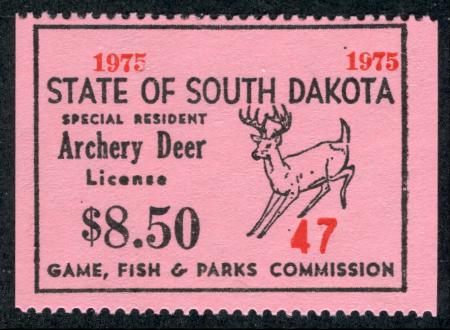 1975 1975
STATE OF SOUTH DAKOTA
SPECIAL RESIDENT
Archery Deer
License
$8.50
47
GAME, FISH & PARKS COMMISSION